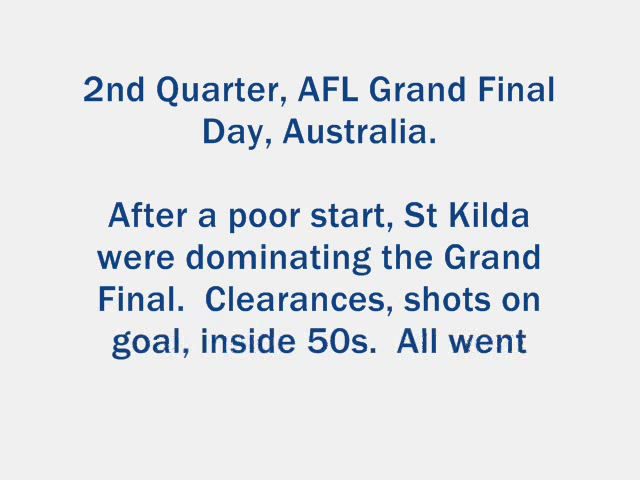 2nd Quarter, AFL Grand Final
Day, Australia.
After a poor start, St Kilda
were dominating the Grand
Final.  Clearances, shots on
goal, inside 50s.  All went